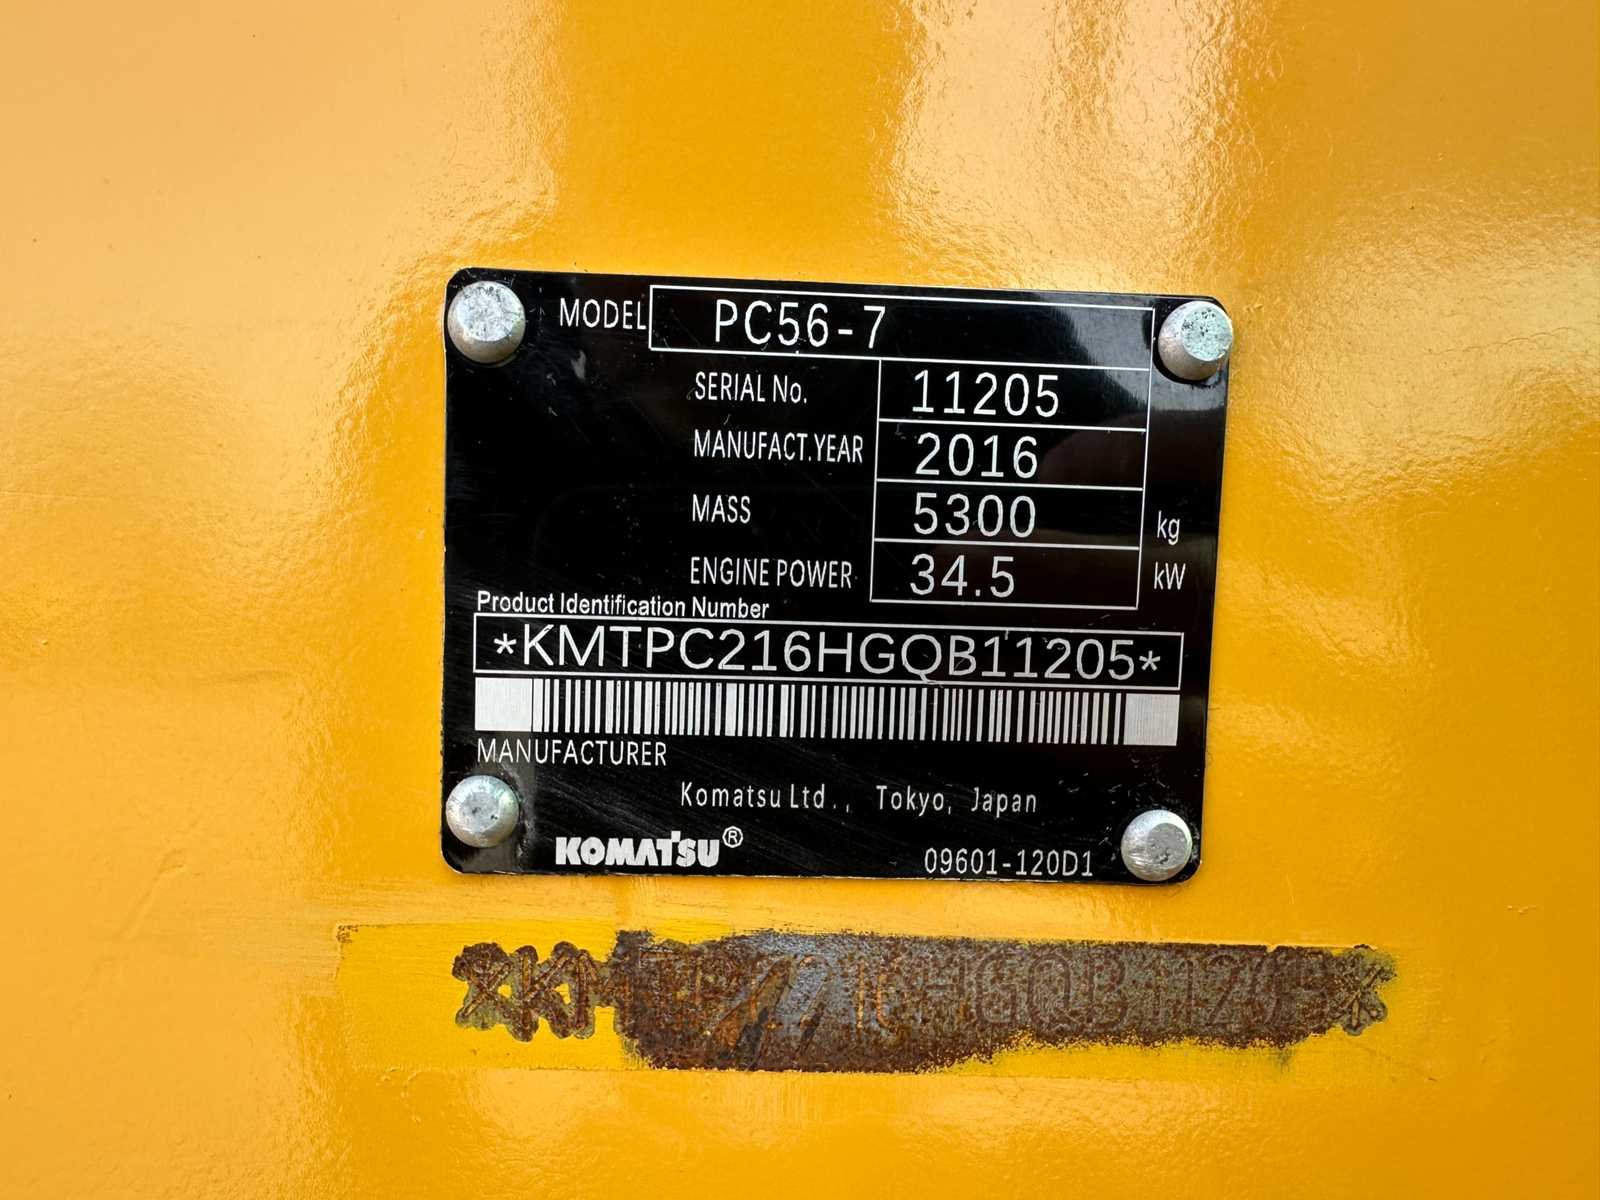 MODEL PC56-7
SERIAL No. 11205
MANUFACT.YEAR 2016
MASS 5300 kg
ENGINE POWER 34.5 kW
Product Identification Number
*KMTPC216HGQB11205*
MANUFACTURER
Komatsu Ltd., Tokyo, Japan
KOMATSU®
09601-120D1
*KMTPC216HGQB11205*